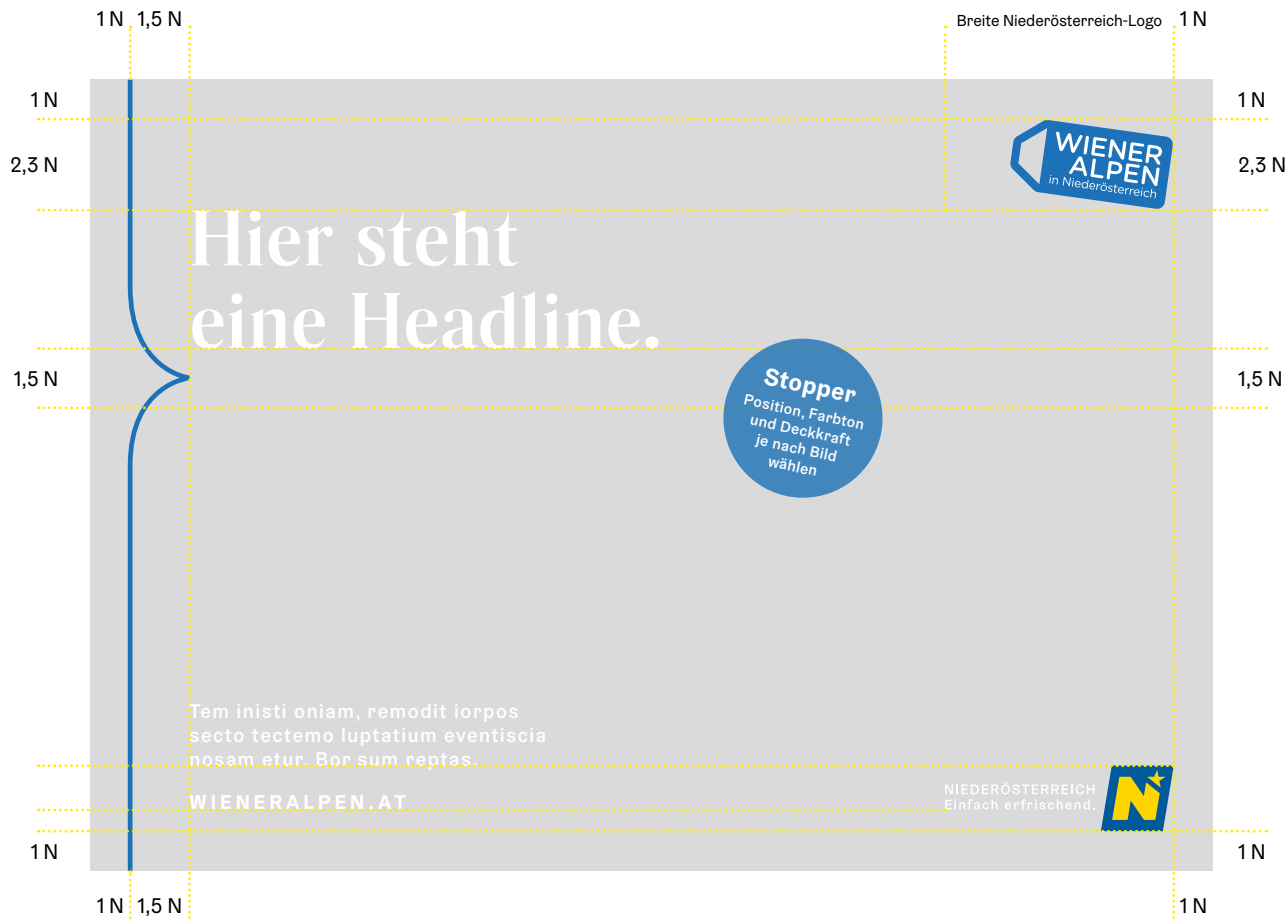 1 N 1,5 N Breite Niederösterreich-Logo 1 N
1 N 1 N
2,3 N 2,3 N
WIENER
ALPEN
in Niederösterreich
Hier steht
eine Headline.
1,5 N 1,5 N
Stopper
Position, Farbton
und Deckkraft
je nach Bild
wählen
Tem inisti oniam, remodit iorpos
secto tectemo luptatium eventiscia
nosam etur. Bor sum reptas.
WIENERALPEN.AT
NIEDERÖSTERREICH
Einfach erfrischend.
N
1 N 1 N
1 N 1,5 N 1 N